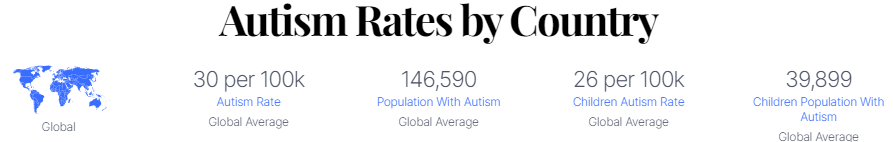 Autism Rates by Country
Global
30 per 100k
Autism Rate
Global Average
146,590
Population With Autism
Global Average
26 per 100k
Children Autism Rate
Global Average
39,899
Children Population With
Autism
Global Average